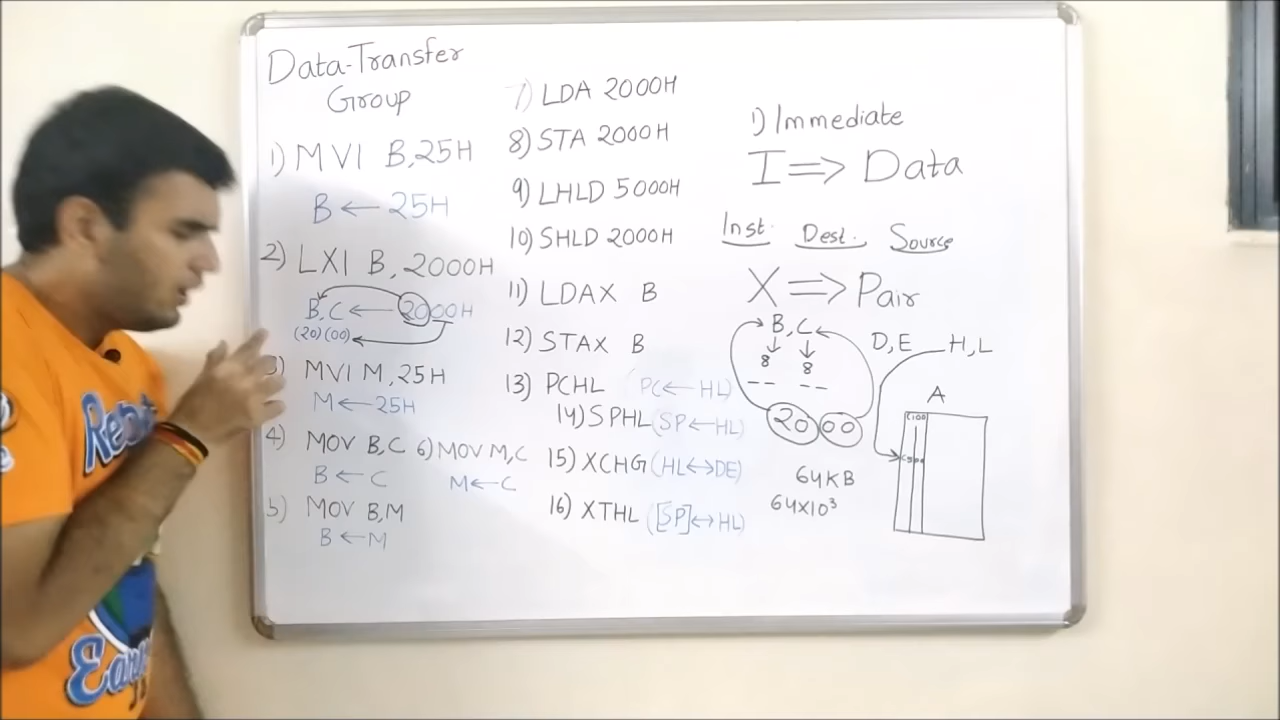 Data-Transfer
Group
1) MVI B,25H
B ← 25H
2) LXI B, 2000H
B,C ← 2000H
(20)(00)
3) MVI M, 25H
M ← 25H
4) MOV B,C
B ← C
5) MOV B,M
B ← M
6) MOV M,C
M ← C
7) LDA 2000H
8) STA 2000H
9) LHLD 5000H
10) SHLD 2000H
11) LDAX B
12) STAX B
13) PCHL (PC ← HL)
14) SPHL (SP ← HL)
15) XCHG (HL ↔ DE)
16) XTHL ([SP] ↔ HL)
1) Immediate
I ⇒ Data
Inst. Dest. Source
X ⇒ Pair
B, C
8 8
20 00
D, E H, L
A
64KB
64×10³